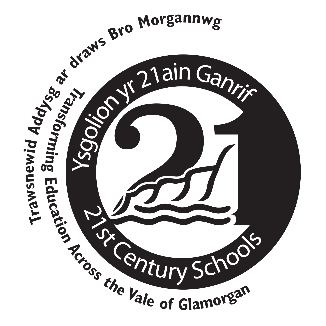 Trawsnewid Addysg ar draws Bro Morgannwg
Transforming Education Across the Vale of Glamorgan
Ysgolion yr 21ain Ganrif
21
21st Century Schools